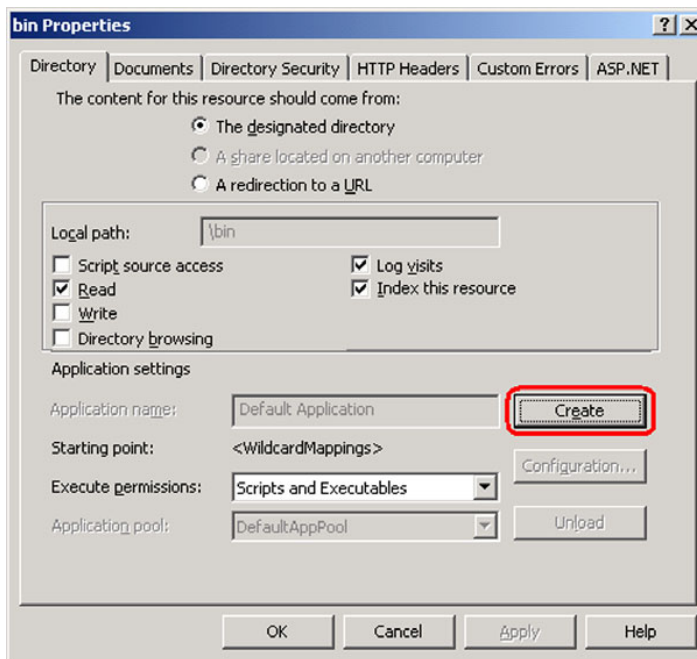 bin Properties
Directory Documents Directory Security HTTP Headers Custom Errors ASP.NET
The content for this resource should come from:
The designated directory
A share located on another computer
A redirection to a URL
Local path: \bin
Script source access Log visits
Read Index this resource
Write
Directory browsing
Application settings
Application name: Default Application Create
Starting point: <WildcardMappings>
Configuration...
Execute permissions: Scripts and Executables
Application pool: DefaultAppPool Unload
OK Cancel Apply Help